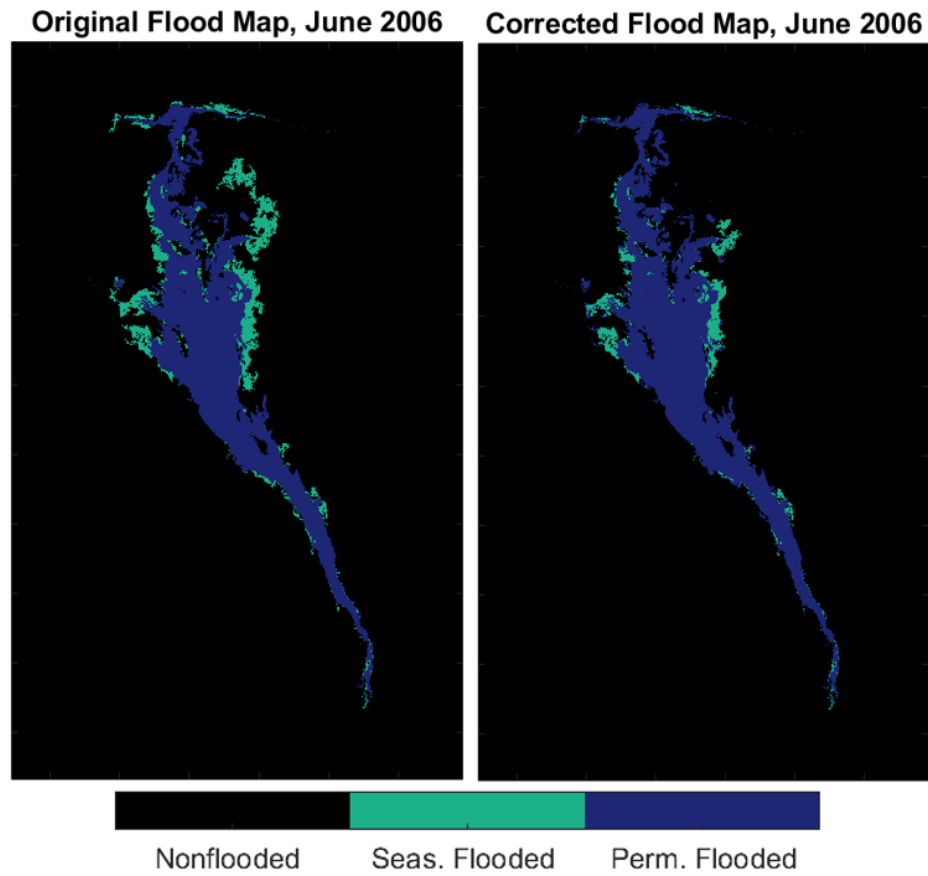 Original Flood Map, June 2006
Corrected Flood Map, June 2006
Nonflooded
Seas. Flooded
Perm. Flooded